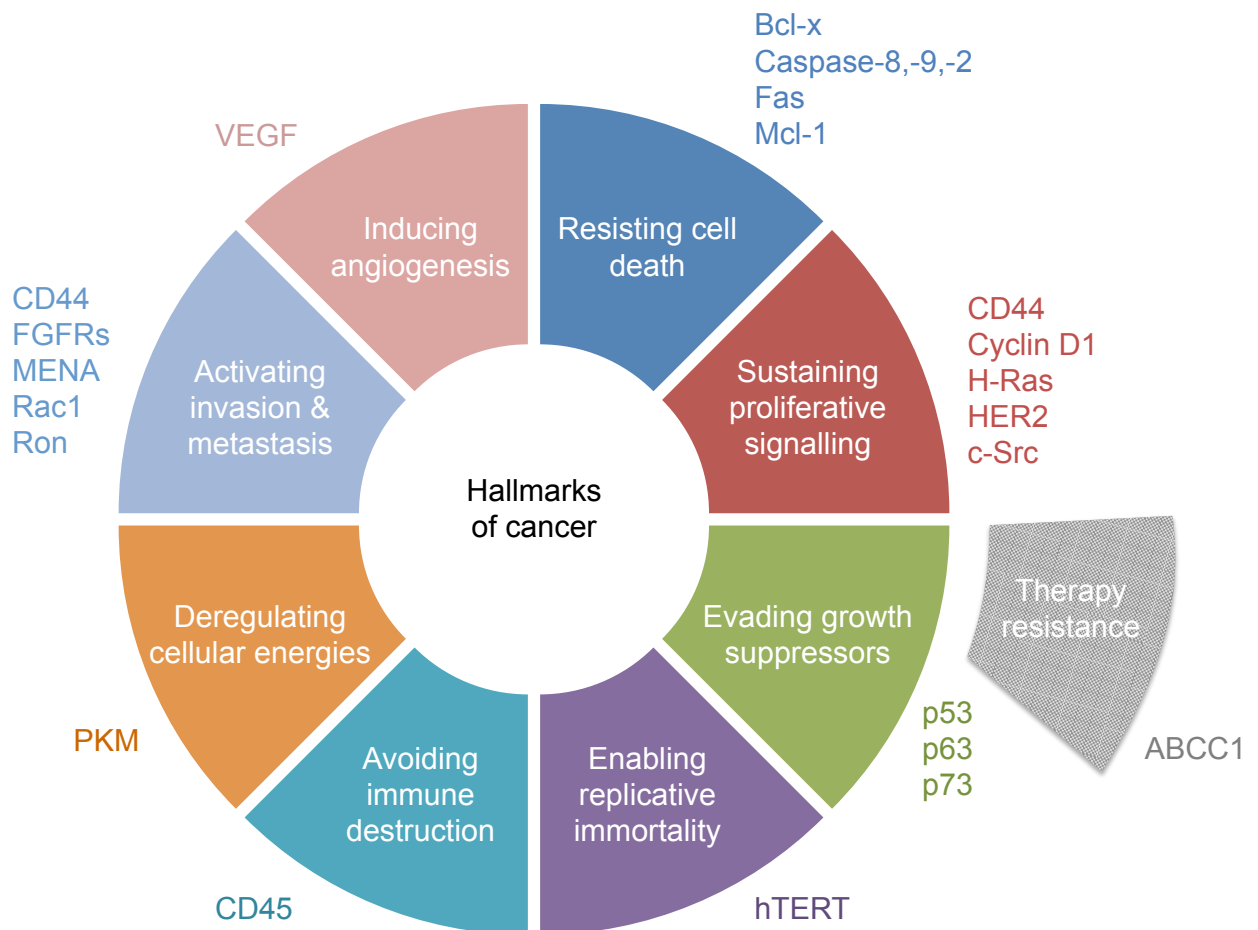 Bcl-x
Caspase-8,-9,-2
Fas
Mcl-1
VEGF
Inducing
angiogenesis
Resisting cell
death
CD44
FGFRs
MENA
Rac1
Ron
Activating
invasion &
metastasis
Sustaining
proliferative
signalling
CD44
Cyclin D1
H-Ras
HER2
c-Src
Hallmarks
of cancer
Deregulating
cellular energies
Evading growth
suppressors
Therapy
resistance
PKM
Avoiding
immune
destruction
Enabling
replicative
immortality
p53
p63
p73
ABCC1
CD45
hTERT